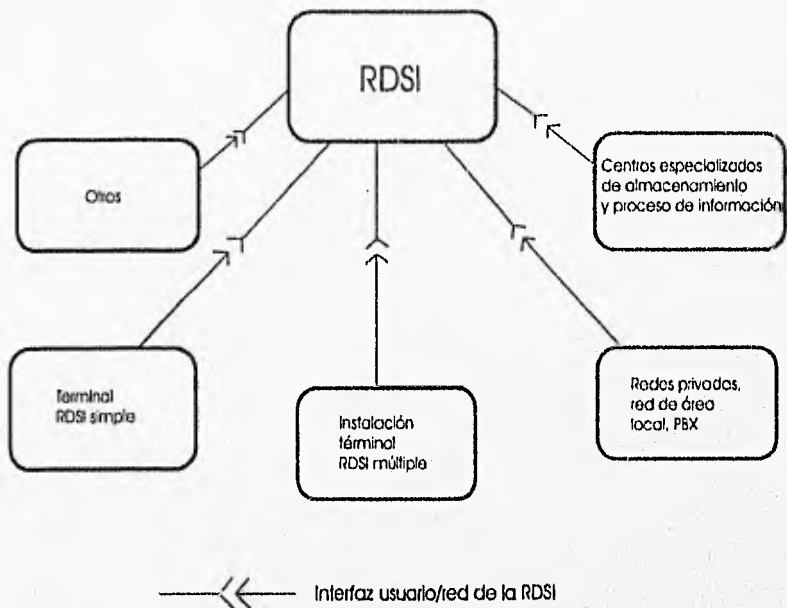 RDSI
Otros
Centros especializados
de almacenamiento
y proceso de información
Terminal
RDSI simple
Instalación
términal
RDSI múltiple
Redes privadas,
red de área
local, PBX
Interfaz usuario/red de la RDSI